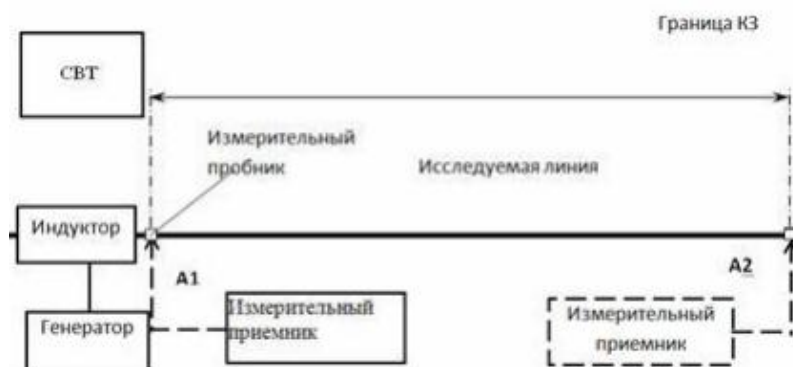 Граница КЗ
СВТ
Измерительный
пробник
Исследуемая линия
Индуктор
А1
А2
Генератор
Измерительный
приемник
Измерительный
приемник